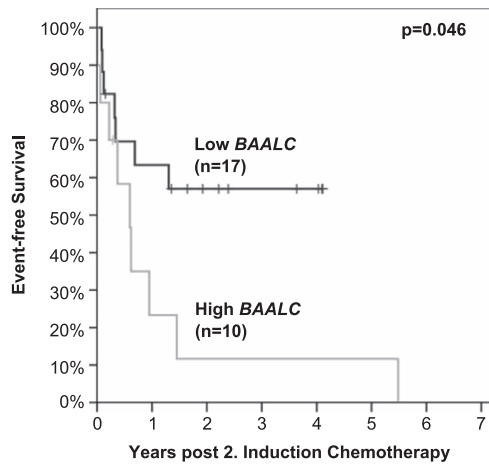 p=0.046
100%
90%
80%
70%
60%
50%
40%
30%
20%
10%
0%
Event-free Survival
Low BAALC
(n=17)
High BAALC
(n=10)
0 1 2 3 4 5 6 7
Years post 2. Induction Chemotherapy